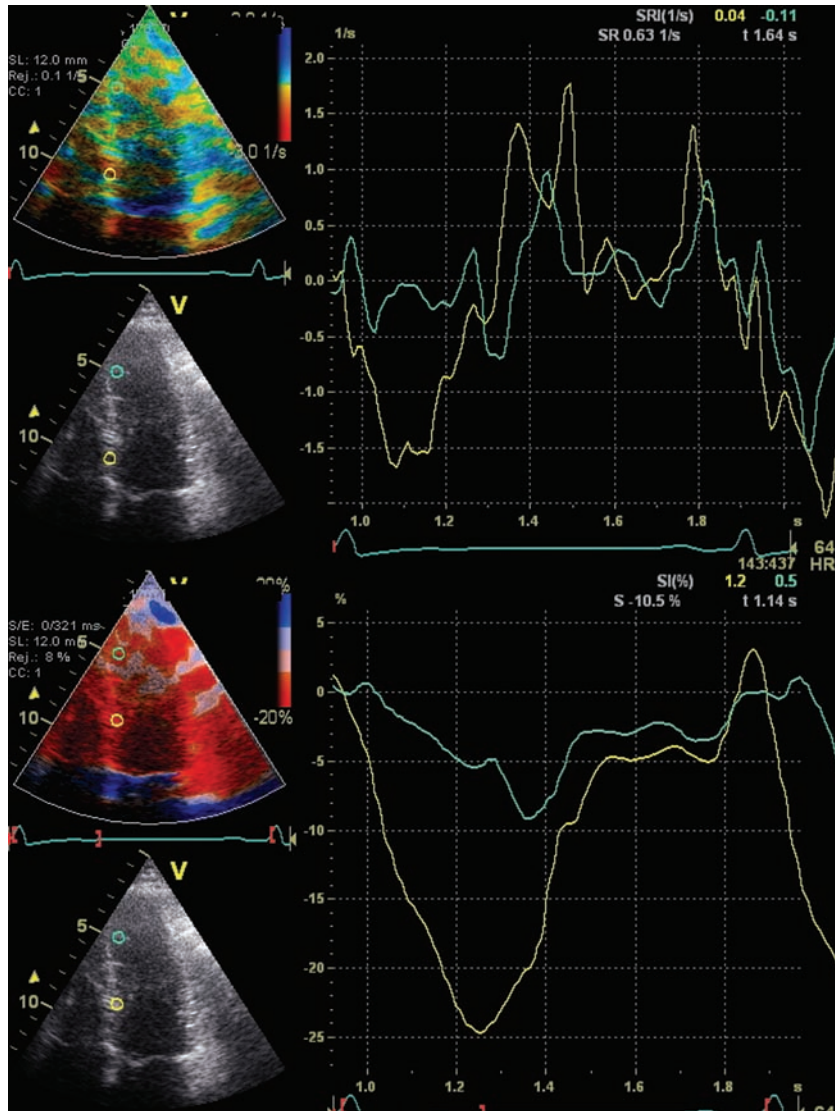 V
SL: 12.0 mm
Rej.: 0.1 1/s
CC: 1
5
10
SRI(1/s) 0.04 -0.11
SR 0.63 1/s t 1.64 s
1/s
2.0
1.5
1.0
0.5
0.0
-0.5
-1.0
-1.5
1.0 1.2 1.4 1.6 1.8 s
V
5
10
64
143:437 HR
S/E: 0/321 ms
SL: 12.0 m
Rej.: 8 %
CC: 1
5
10
-20%
SI(%) 1.2 0.5
S -10.5 % t 1.14 s
%
5
0
-5
-10
-15
-20
-25
1.0 1.2 1.4 1.6 1.8 s
V
5
10